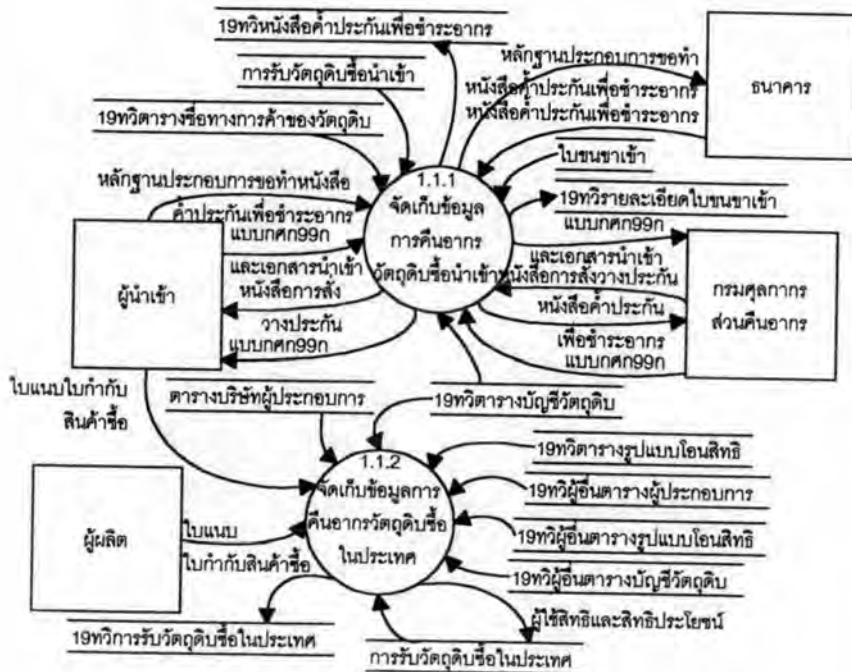 19ทวิหนังสือค้ำประกันเพื่อชำระอากร
การรับวัตถุดิบซื้อนำเข้า
19ทวิตารางชื่อทางการค้าของวัตถุดิบ
หลักฐานประกอบการขอทำ
หนังสือค้ำประกันเพื่อชำระอากร
หนังสือค้ำประกันเพื่อชำระอากร
ธนาคาร
ใบขนขาเข้า
19ทวิรายละเอียดใบขนขาเข้า
หลักฐานประกอบการขอทำหนังสือ
ค้ำประกันเพื่อชำระอากร
แบบกศก99ก
และเอกสารนำเข้า
หนังสือการสั่ง
วางประกัน
แบบกศก99ก
ผู้นำเข้า
1.1.1
จัดเก็บข้อมูล
การคืนอากร
วัตถุดิบซื้อนำเข้า
แบบกศก99ก
และเอกสารนำเข้า
หนังสือการสั่งวางประกัน
หนังสือค้ำประกัน
เพื่อชำระอากร
แบบกศก99ก
กรมศุลกากร
ส่วนคืนอากร
ใบแนบใบกำกับ
สินค้าซื้อ
ตารางบริษัทผู้ประกอบการ
19ทวิตารางบัญชีวัตถุดิบ
1.1.2
จัดเก็บข้อมูลการ
คืนอากรวัตถุดิบซื้อ
ในประเทศ
19ทวิตารางรูปแบบโอนสิทธิ
19ทวิผู้อื่นตารางผู้ประกอบการ
19ทวิผู้อื่นตารางรูปแบบโอนสิทธิ
19ทวิผู้อื่นตารางบัญชีวัตถุดิบ
ผู้ผลิต
ใบแนบ
ใบกำกับสินค้าซื้อ
19ทวิการรับวัตถุดิบซื้อในประเทศ
การรับวัตถุดิบซื้อในประเทศ
ผู้ใช้สิทธิและสิทธิประโยชน์